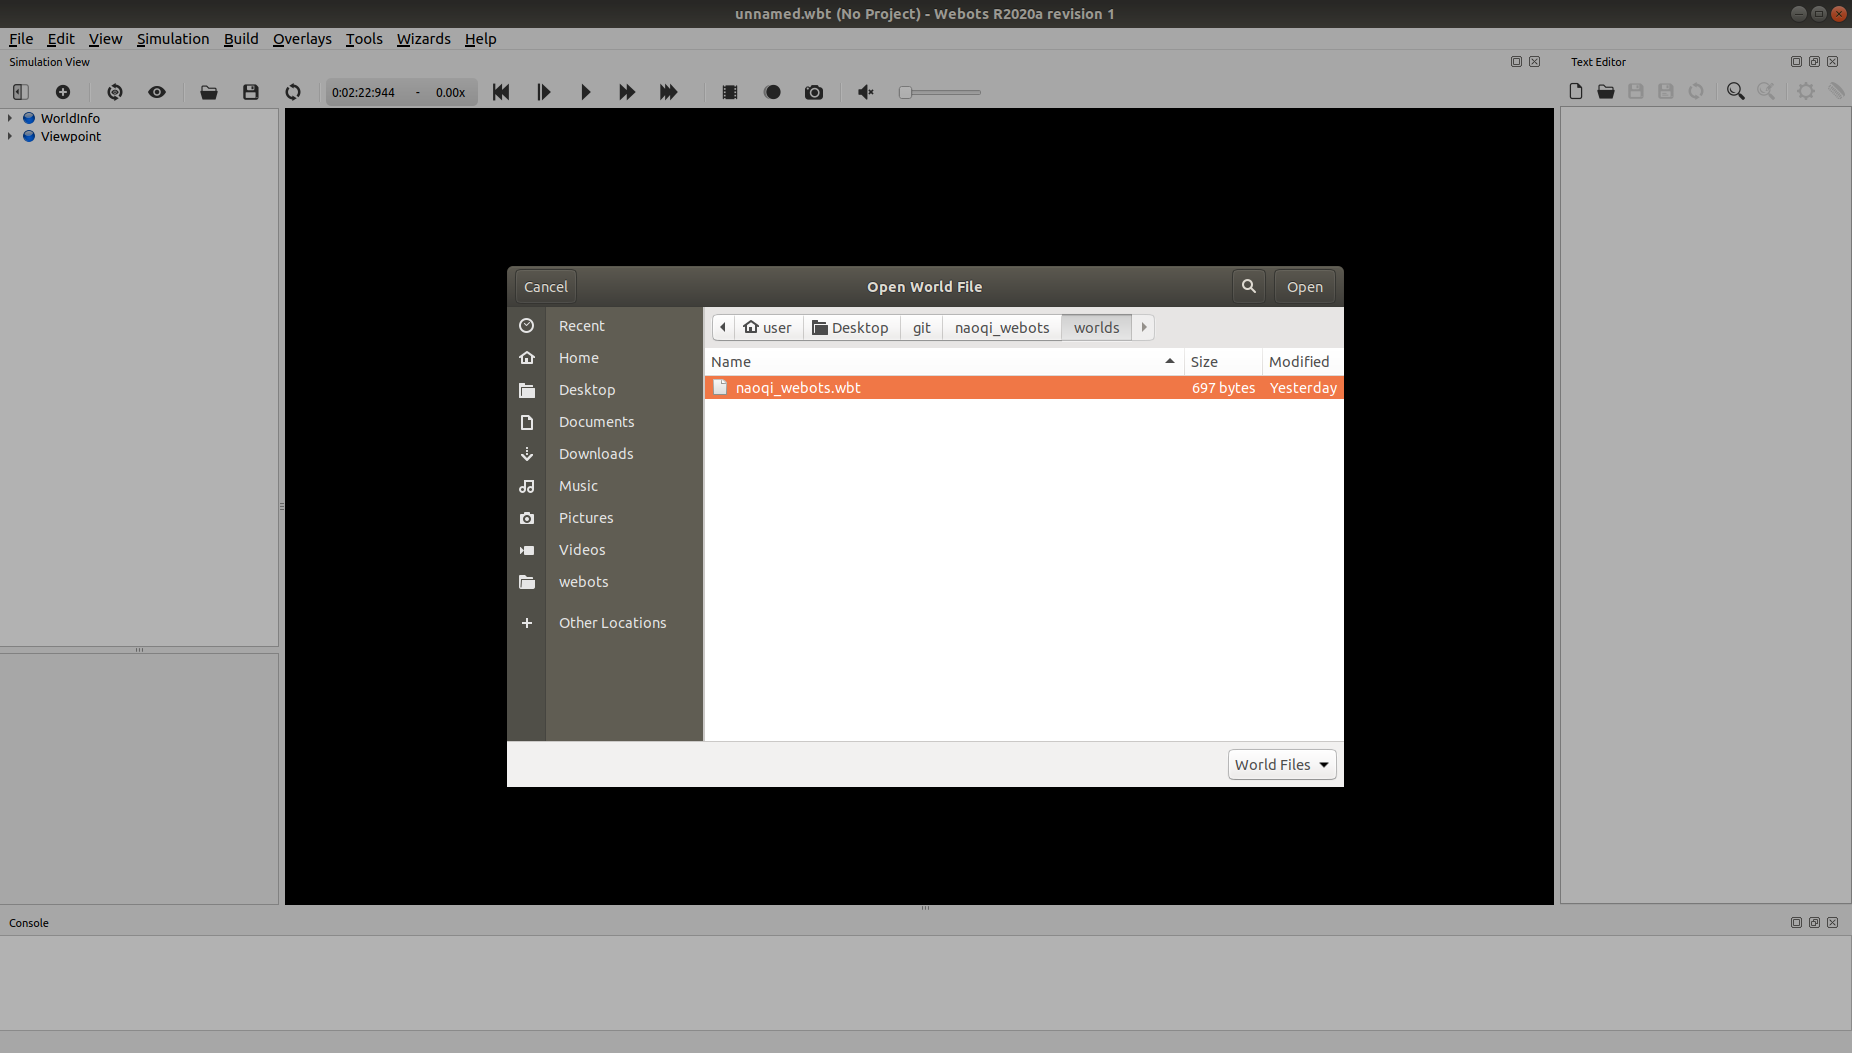 unnamed.wbt (No Project) - Webots R2020a revision 1
File Edit View Simulation Build Overlays Tools Wizards Help
Simulation View
Text Editor
0:02:22:944 - 0.00x
WorldInfo
Viewpoint
Cancel
Open World File
Open
Recent
Home
Desktop
Documents
Downloads
Music
Pictures
Videos
webots
Other Locations
user Desktop git naoqi_webots worlds
Name Size Modified
naoqi_webots.wbt 697 bytes Yesterday
World Files
Console